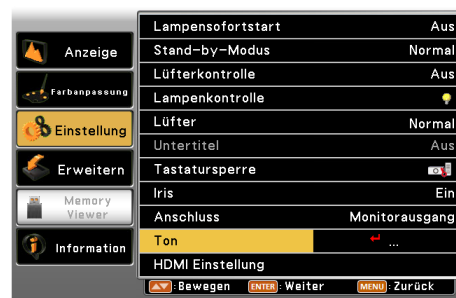 Anzeige
Farbanpassung
Einstellung
Erweitern
Memory
Viewer
Information
Lampensofortstart Aus
Stand-by-Modus Normal
Lüfterkontrolle Aus
Lampenkontrolle
Lüfter Normal
Untertitel Aus
Tastatursperre
Iris Ein
Anschluss Monitorausgang
Ton ...
HDMI Einstellung
:Bewegen ENTER :Weiter MENU :Zurück